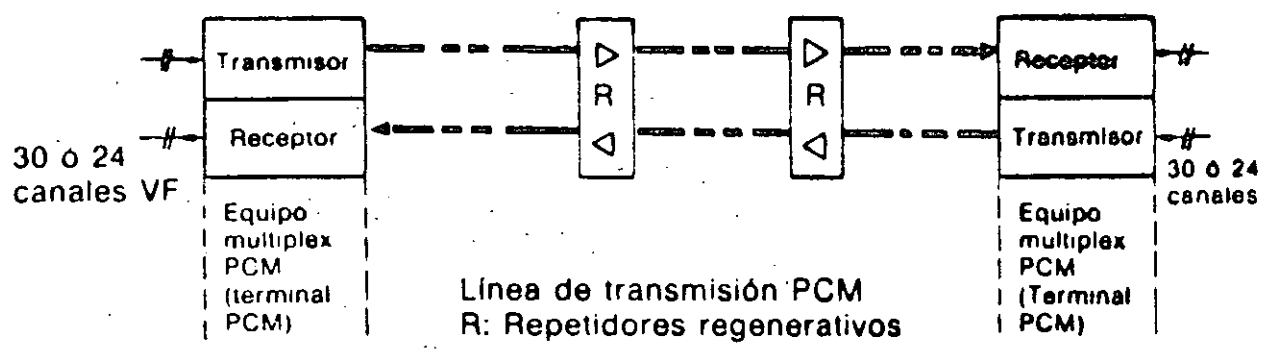 Transmisor
Receptor
R
R
Receptor
Transmisor
30 ó 24
canales VF
30 ó 24
canales
Equipo
multiplex
PCM
(terminal
PCM)
Línea de transmisión PCM
R: Repetidores regenerativos
Equipo
multiplex
PCM
(Terminal
PCM)